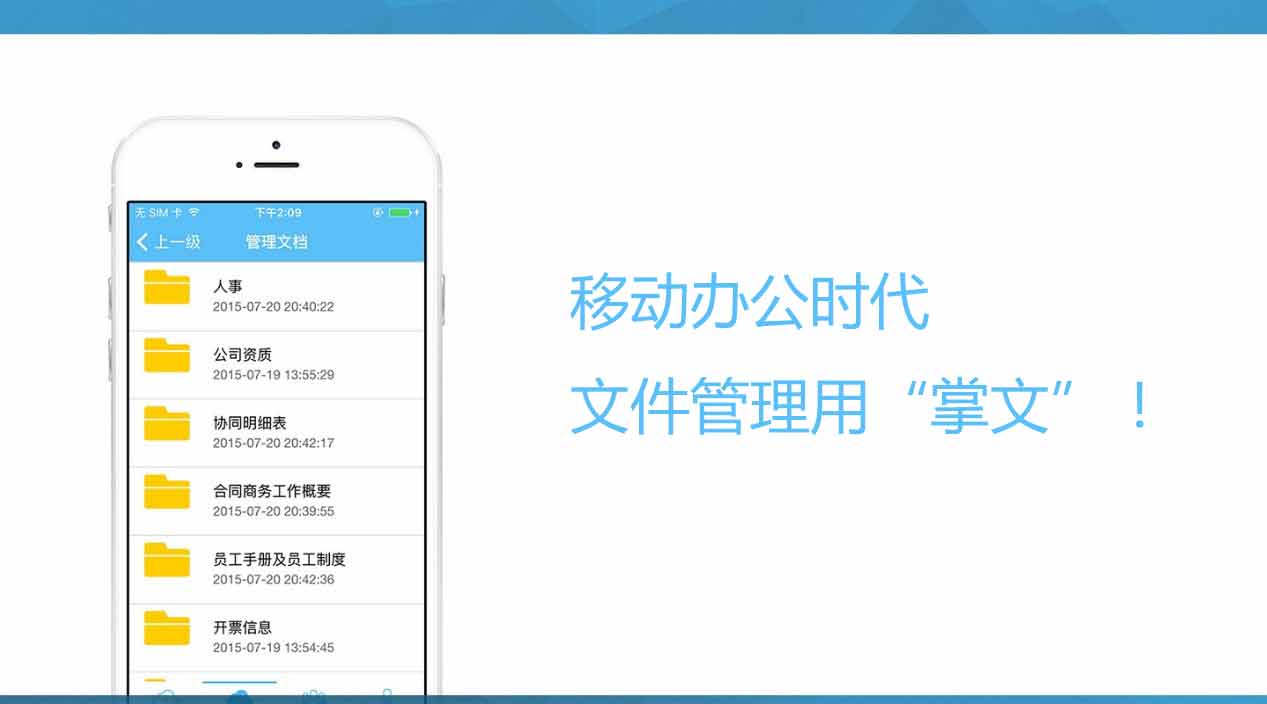 无 SIM 卡 下午2:09
上一级 管理文档
人事
2015-07-20 20:40:22
公司资质
2015-07-19 13:55:29
协同明细表
2015-07-20 20:42:17
合同商务工作概要
2015-07-20 20:39:55
员工手册及员工制度
2015-07-20 20:42:36
开票信息
2015-07-19 13:54:45
移动办公时代
文件管理用“掌文”！